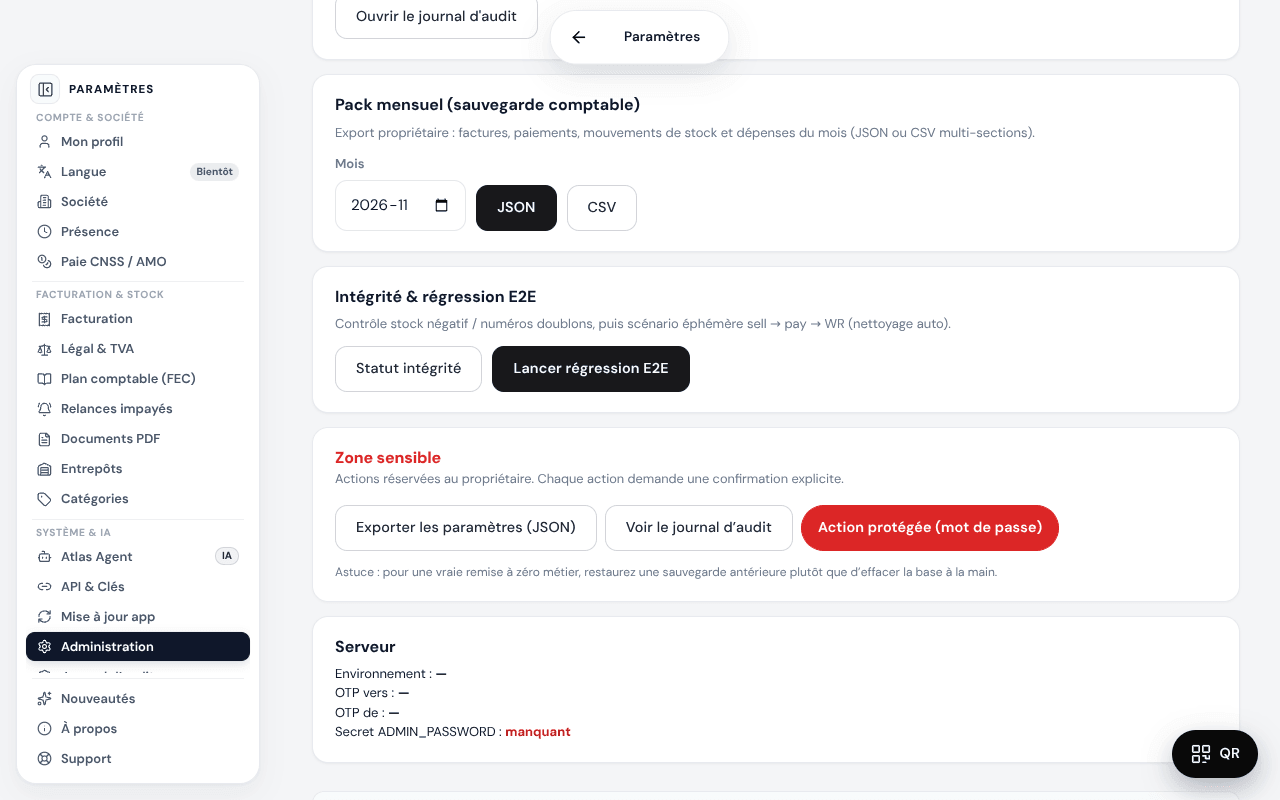 Ouvrir le journal d'audit
Paramètres
PARAMÈTRES
COMPTE & SOCIÉTÉ
Mon profil
Langue
Bientôt
Société
Présence
Paie CNSS / AMO
FACTURATION & STOCK
Facturation
Légal & TVA
Plan comptable (FEC)
Relances impayés
Documents PDF
Entrepôts
Catégories
SYSTÈME & IA
Atlas Agent
IA
API & Clés
Mise à jour app
Administration
Nouveautés
À propos
Support
Pack mensuel (sauvegarde comptable)
Export propriétaire : factures, paiements, mouvements de stock et dépenses du mois (JSON ou CSV multi-sections).
Mois
2026-11
JSON
CSV
Intégrité & régression E2E
Contrôle stock négatif / numéros doublons, puis scénario éphémère sell → pay → WR (nettoyage auto).
Statut intégrité
Lancer régression E2E
Zone sensible
Actions réservées au propriétaire. Chaque action demande une confirmation explicite.
Exporter les paramètres (JSON)
Voir le journal d’audit
Action protégée (mot de passe)
Astuce : pour une vraie remise à zéro métier, restaurez une sauvegarde antérieure plutôt que d’effacer la base à la main.
Serveur
Environnement : —
OTP vers : —
OTP de : —
Secret ADMIN_PASSWORD : manquant
QR